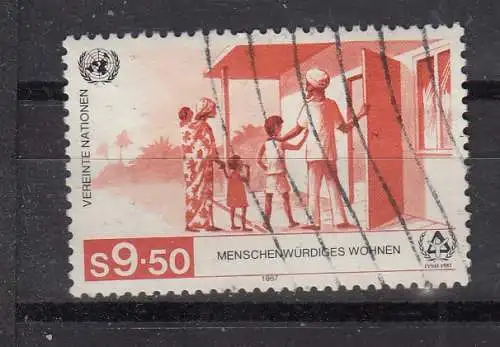 VEREINTE NATIONEN
S9·50
MENSCHENWÜRDIGES WOHNEN
1987